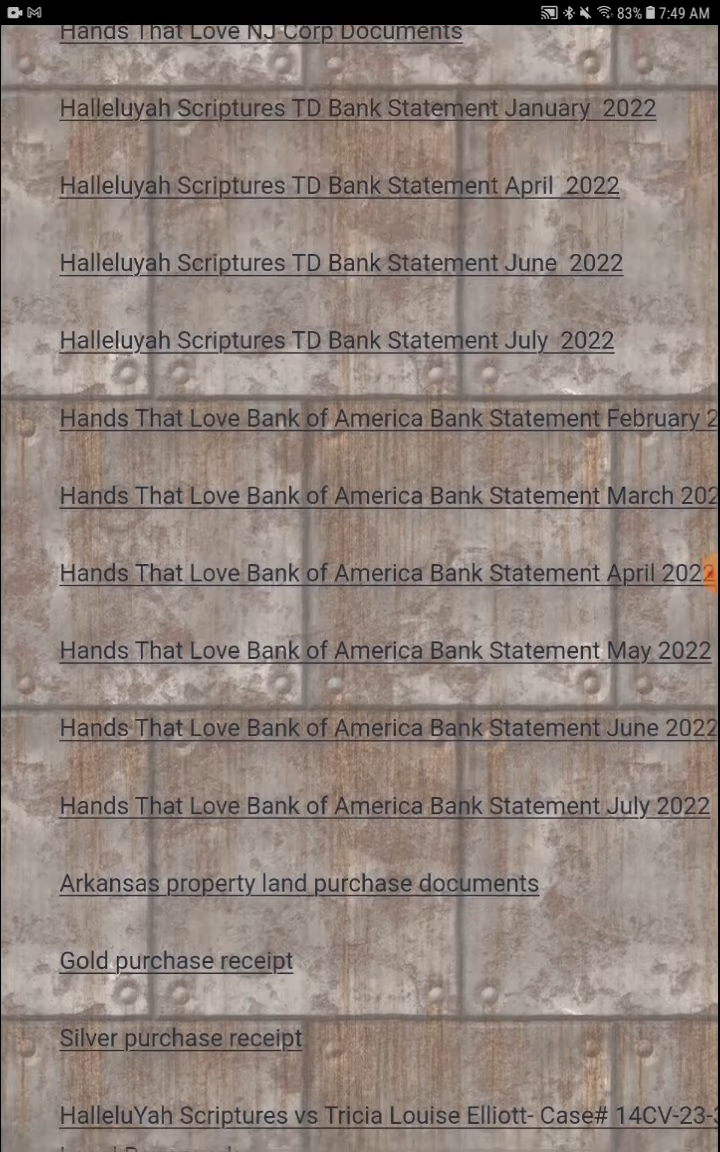 83% 7:49 AM
Hands That Love NJ Corp Documents
Halleluyah Scriptures TD Bank Statement January 2022
Halleluyah Scriptures TD Bank Statement April 2022
Halleluyah Scriptures TD Bank Statement June 2022
Halleluyah Scriptures TD Bank Statement July 2022
Hands That Love Bank of America Bank Statement February 2
Hands That Love Bank of America Bank Statement March 202
Hands That Love Bank of America Bank Statement April 2022
Hands That Love Bank of America Bank Statement May 2022
Hands That Love Bank of America Bank Statement June 2022
Hands That Love Bank of America Bank Statement July 2022
Arkansas property land purchase documents
Gold purchase receipt
Silver purchase receipt
HalleluYah Scriptures vs Tricia Louise Elliott- Case# 14CV-23-